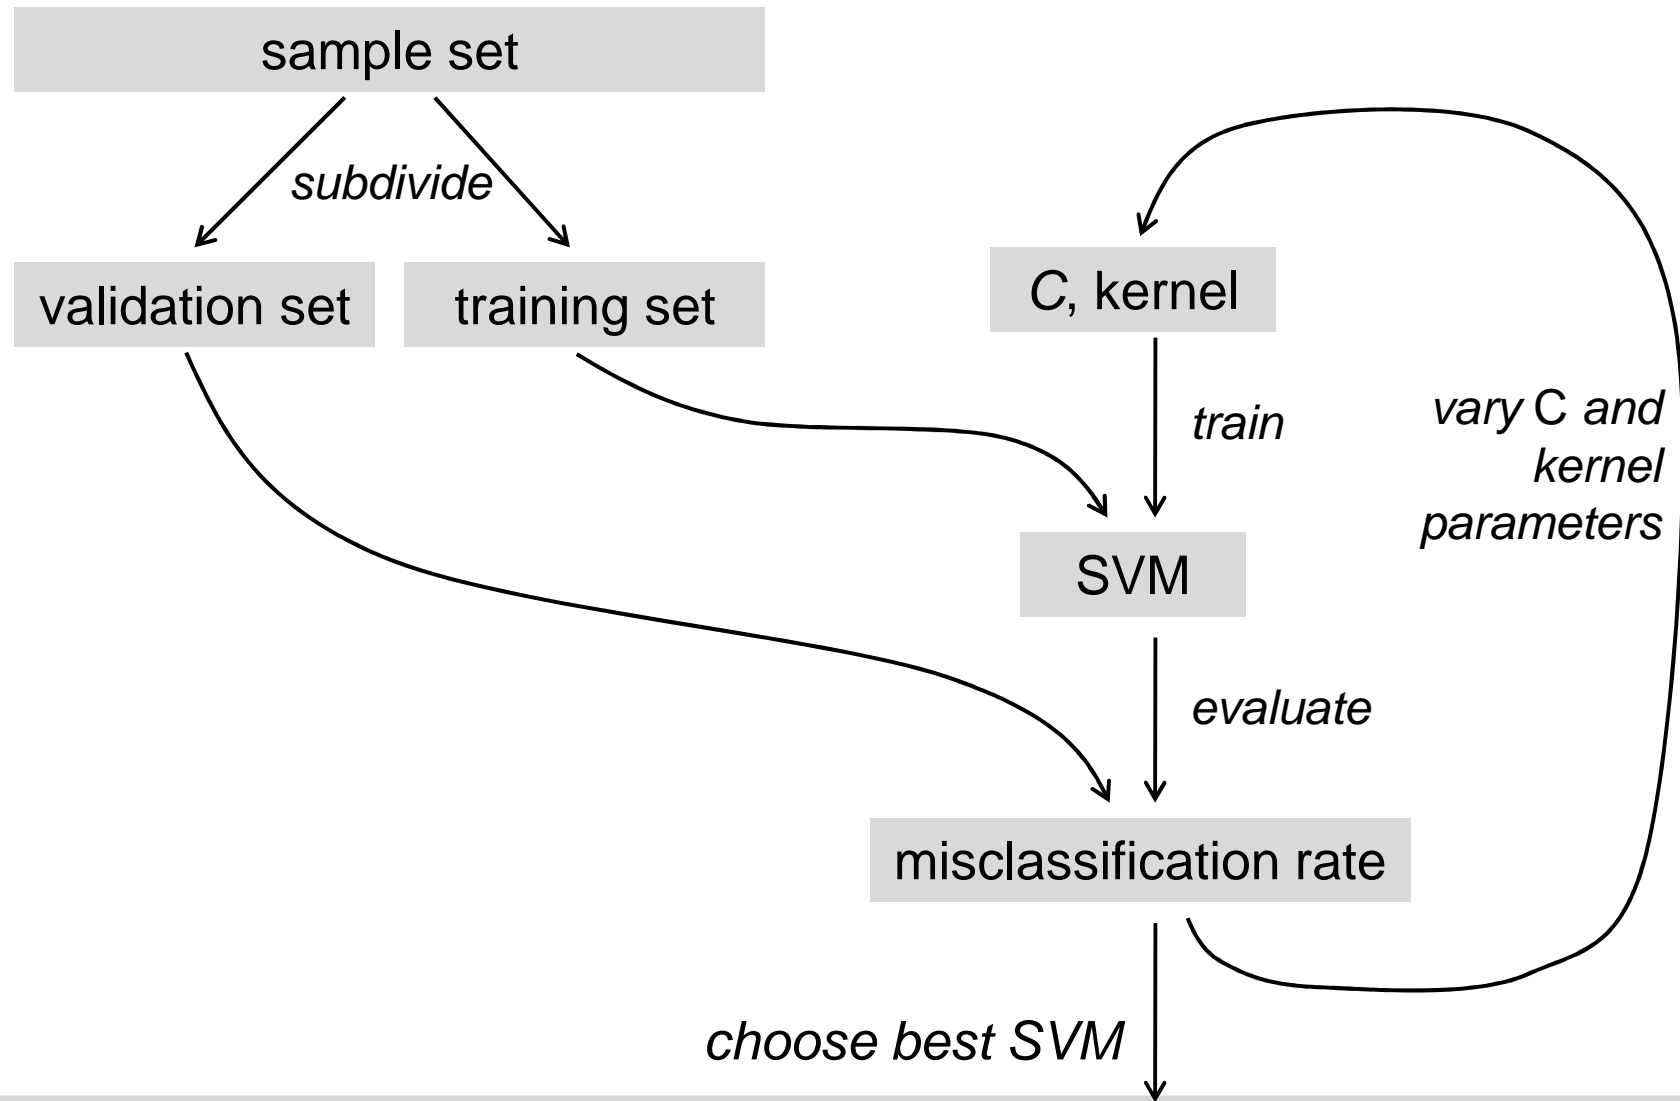 sample set
subdivide
validation set
training set
C, kernel
train
vary C and
kernel
parameters
SVM
evaluate
misclassification rate
choose best SVM